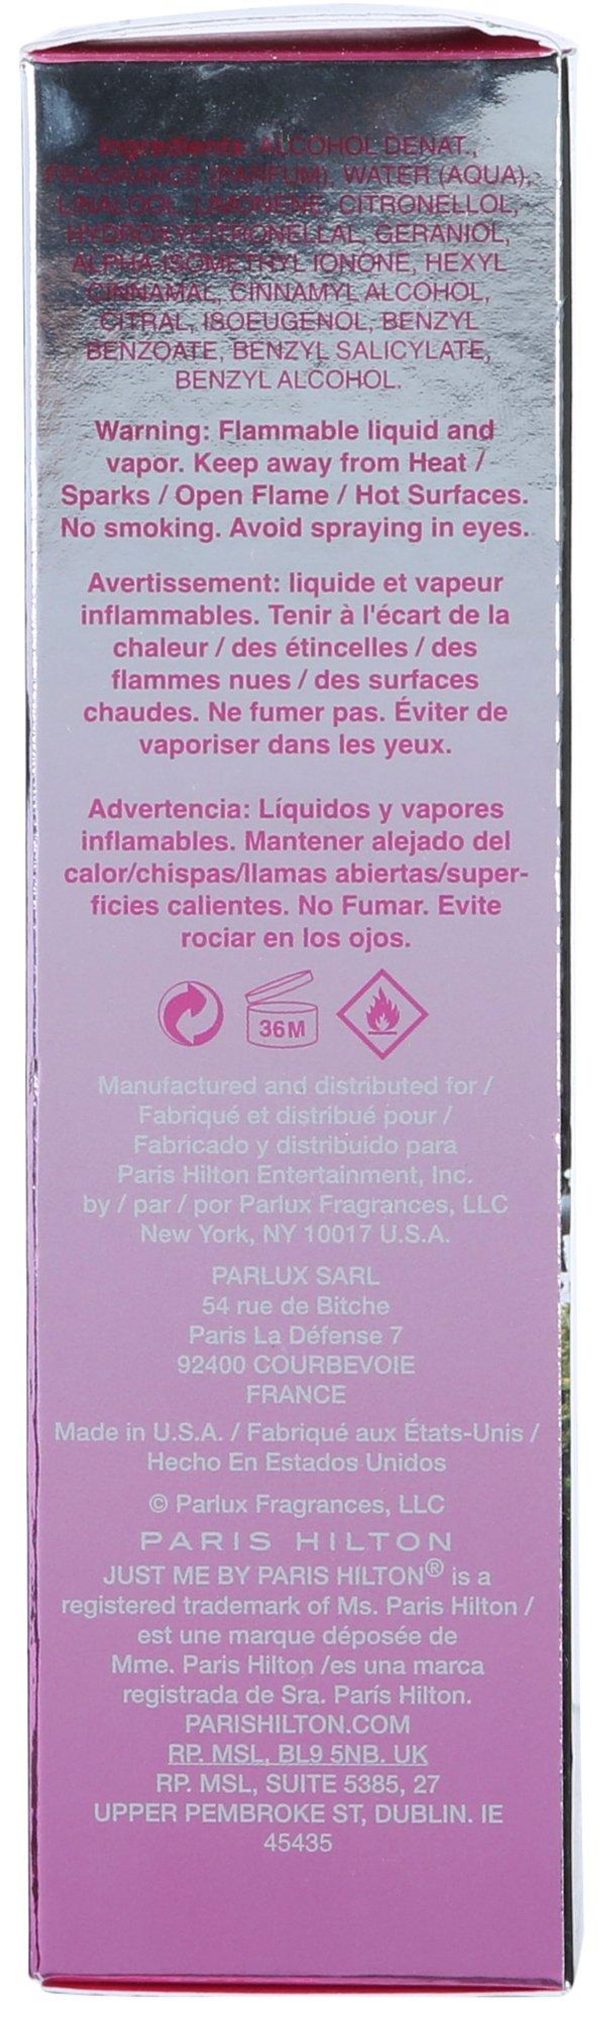 Ingredients: ALCOHOL DENAT.,
FRAGRANCE (PARFUM), WATER (AQUA),
LINALOOL, LIMONENE, CITRONELLOL,
HYDROXYCITRONELLAL, GERANIOL,
ALPHA-ISOMETHYL IONONE, HEXYL
CINNAMAL, CINNAMYL ALCOHOL,
CITRAL, ISOEUGENOL, BENZYL
BENZOATE, BENZYL SALICYLATE,
BENZYL ALCOHOL.
Warning: Flammable liquid and
vapor. Keep away from Heat /
Sparks / Open Flame / Hot Surfaces.
No smoking. Avoid spraying in eyes.
Avertissement: liquide et vapeur
inflammables. Tenir à l'écart de la
chaleur / des étincelles / des
flammes nues / des surfaces
chaudes. Ne fumer pas. Éviter de
vaporiser dans les yeux.
Advertencia: Líquidos y vapores
inflamables. Mantener alejado del
calor/chispas/llamas abiertas/super-
ficies calientes. No Fumar. Evite
rociar en los ojos.
36M
Manufactured and distributed for /
Fabriqué et distribué pour /
Fabricado y distribuido para
Paris Hilton Entertainment, Inc.
by / par / por Parlux Fragrances, LLC
New York, NY 10017 U.S.A.
PARLUX SARL
54 rue de Bitche
Paris La Défense 7
92400 COURBEVOIE
FRANCE
Made in U.S.A. / Fabriqué aux États-Unis /
Hecho En Estados Unidos
© Parlux Fragrances, LLC
PARIS HILTON
JUST ME BY PARIS HILTON® is a
registered trademark of Ms. Paris Hilton /
est une marque déposée de
Mme. Paris Hilton /es una marca
registrada de Sra. París Hilton.
PARISHILTON.COM
RP. MSL, BL9 5NB. UK
RP. MSL, SUITE 5385, 27
UPPER PEMBROKE ST, DUBLIN. IE
45435